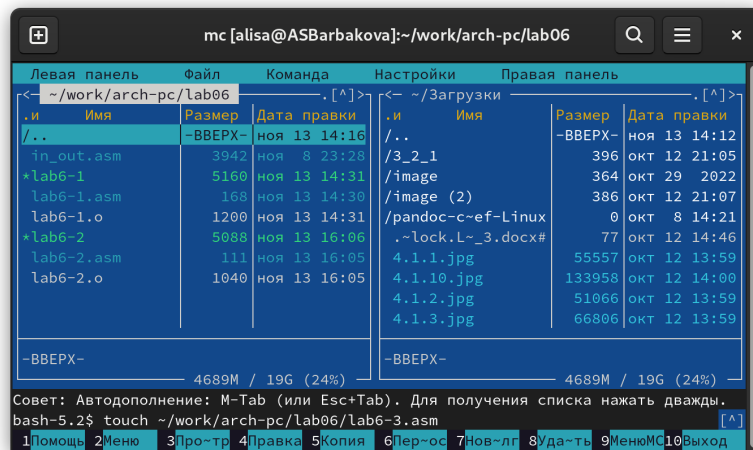 mc [alisa@ASBarbakova]:~/work/arch-pc/lab06
Левая панель Файл Команда Настройки Правая панель
<— ~/work/arch-pc/lab06 —.[^]>
.и Имя Размер Дата правки
/.. -ВВЕРХ- ноя 13 14:16
in_out.asm 3942 ноя 8 23:28
*lab6-1 5160 ноя 13 14:31
lab6-1.asm 168 ноя 13 14:30
lab6-1.o 1200 ноя 13 14:31
*lab6-2 5088 ноя 13 16:06
lab6-2.asm 111 ноя 13 16:05
lab6-2.o 1040 ноя 13 16:05
-ВВЕРХ-
4689M / 19G (24%)
<— ~/Загрузки —.[^]>
.и Имя Размер Дата правки
/.. -ВВЕРХ- ноя 13 14:12
/3_2_1 396 окт 12 21:05
/image 364 окт 29 2022
/image (2) 386 окт 12 21:07
/pandoc-c~ef-Linux 0 окт 8 14:21
.~lock.L~_3.docx# 77 окт 12 14:46
4.1.1.jpg 55557 окт 12 13:59
4.1.10.jpg 133958 окт 12 14:00
4.1.2.jpg 51066 окт 12 13:59
4.1.3.jpg 66806 окт 12 13:59
-ВВЕРХ-
4689M / 19G (24%)
Совет: Автодополнение: M-Tab (или Esc+Tab). Для получения списка нажать дважды.
bash-5.2$ touch ~/work/arch-pc/lab06/lab6-3.asm [^]
1Помощь 2Меню 3Про~тр 4Правка 5Копия 6Пер~ос 7Нов~лг 8Уда~ть 9МенюMC 10Выход